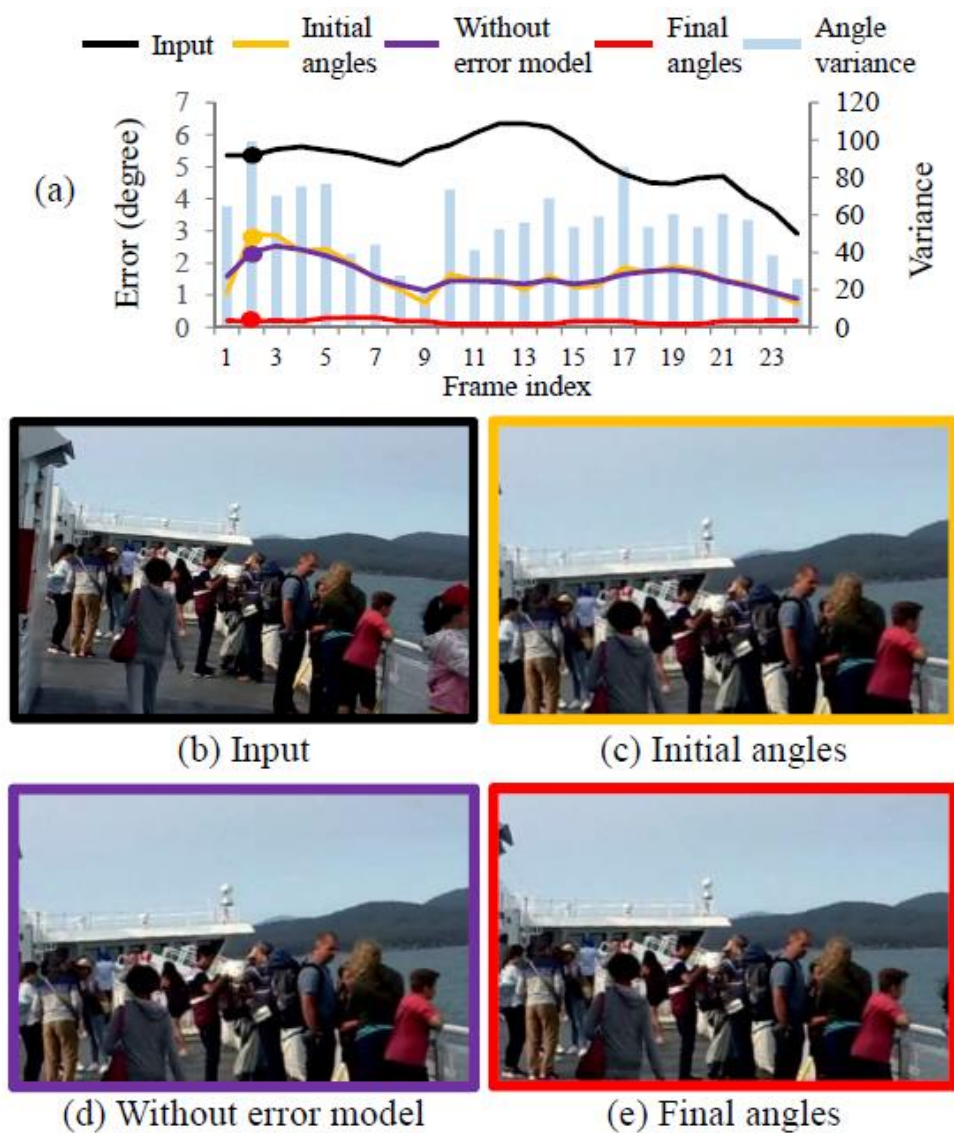 Input
Initial angles
Without error model
Final angles
Angle variance
(a)
Error (degree)
7
6
5
4
3
2
1
0
120
100
80
60
40
20
0
Variance
1 3 5 7 9 11 13 15 17 19 21 23
Frame index
(b) Input
(c) Initial angles
(d) Without error model
(e) Final angles